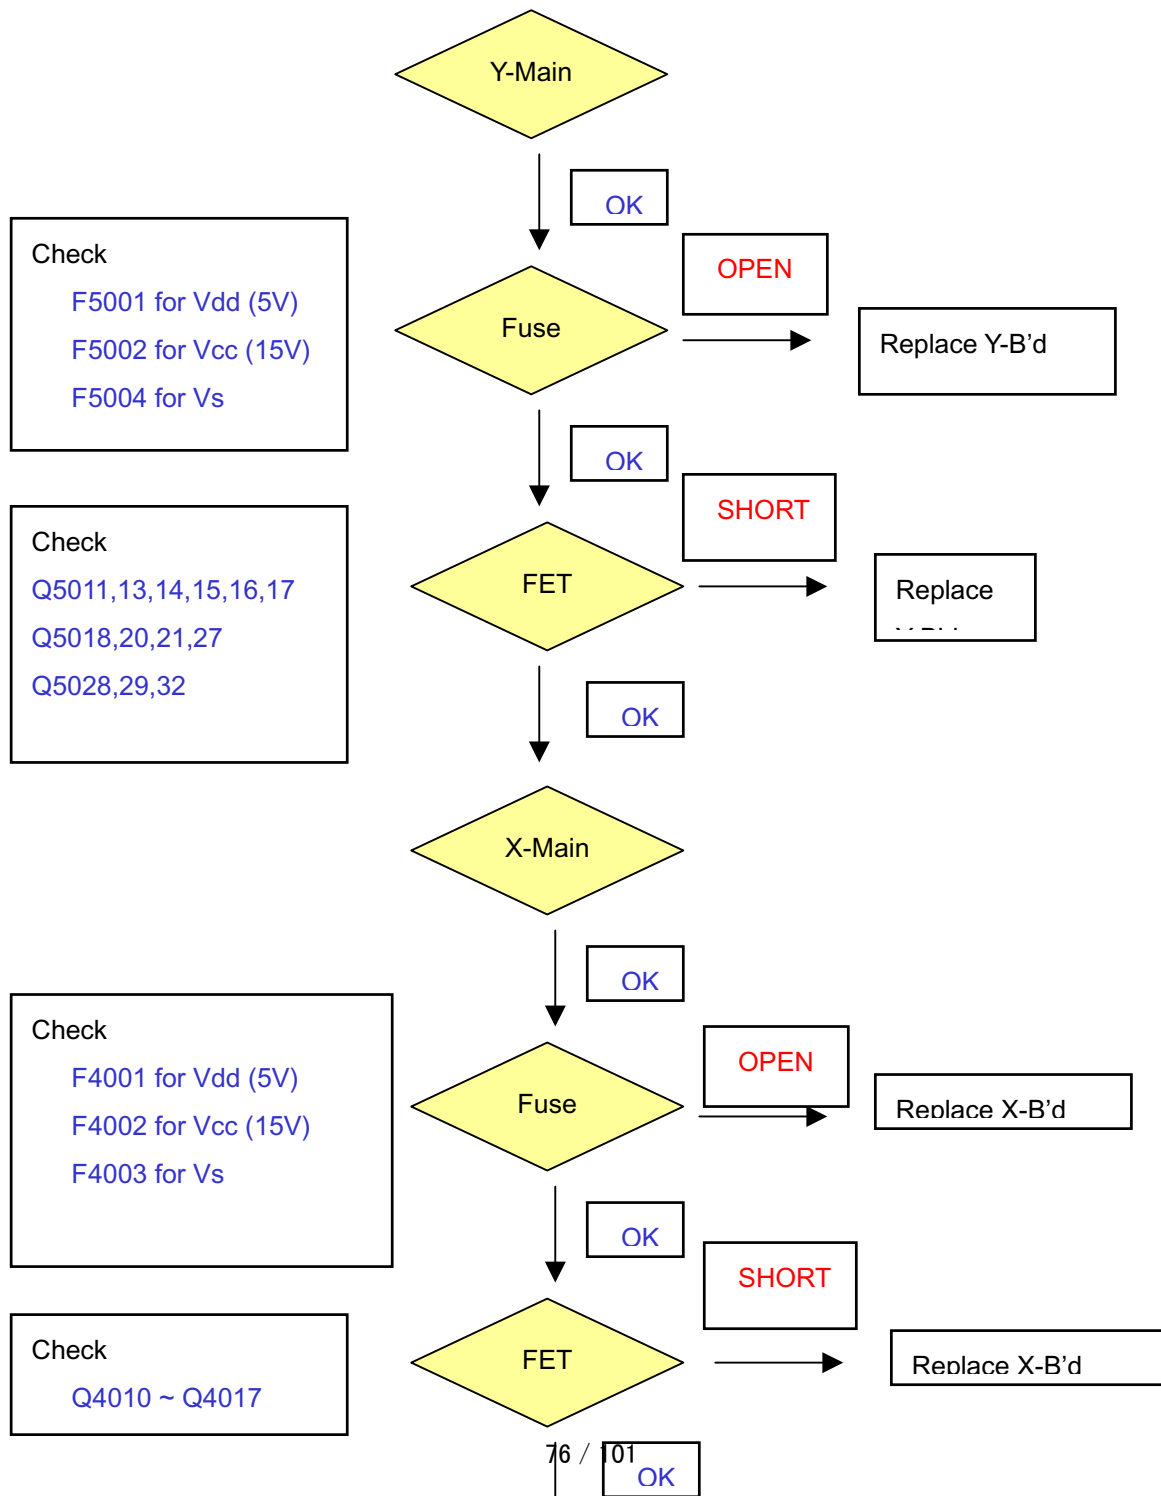 Y-Main
OK
Check
F5001 for Vdd (5V)
F5002 for Vcc (15V)
F5004 for Vs
Fuse
OPEN
Replace Y-B'd
OK
Check
Q5011,13,14,15,16,17
Q5018,20,21,27
Q5028,29,32
FET
SHORT
Replace
OK
X-Main
OK
Check
F4001 for Vdd (5V)
F4002 for Vcc (15V)
F4003 for Vs
Fuse
OPEN
Replace X-B'd
OK
Check
Q4010 ~ Q4017
FET
SHORT
Replace X-B'd
76 / 101
OK